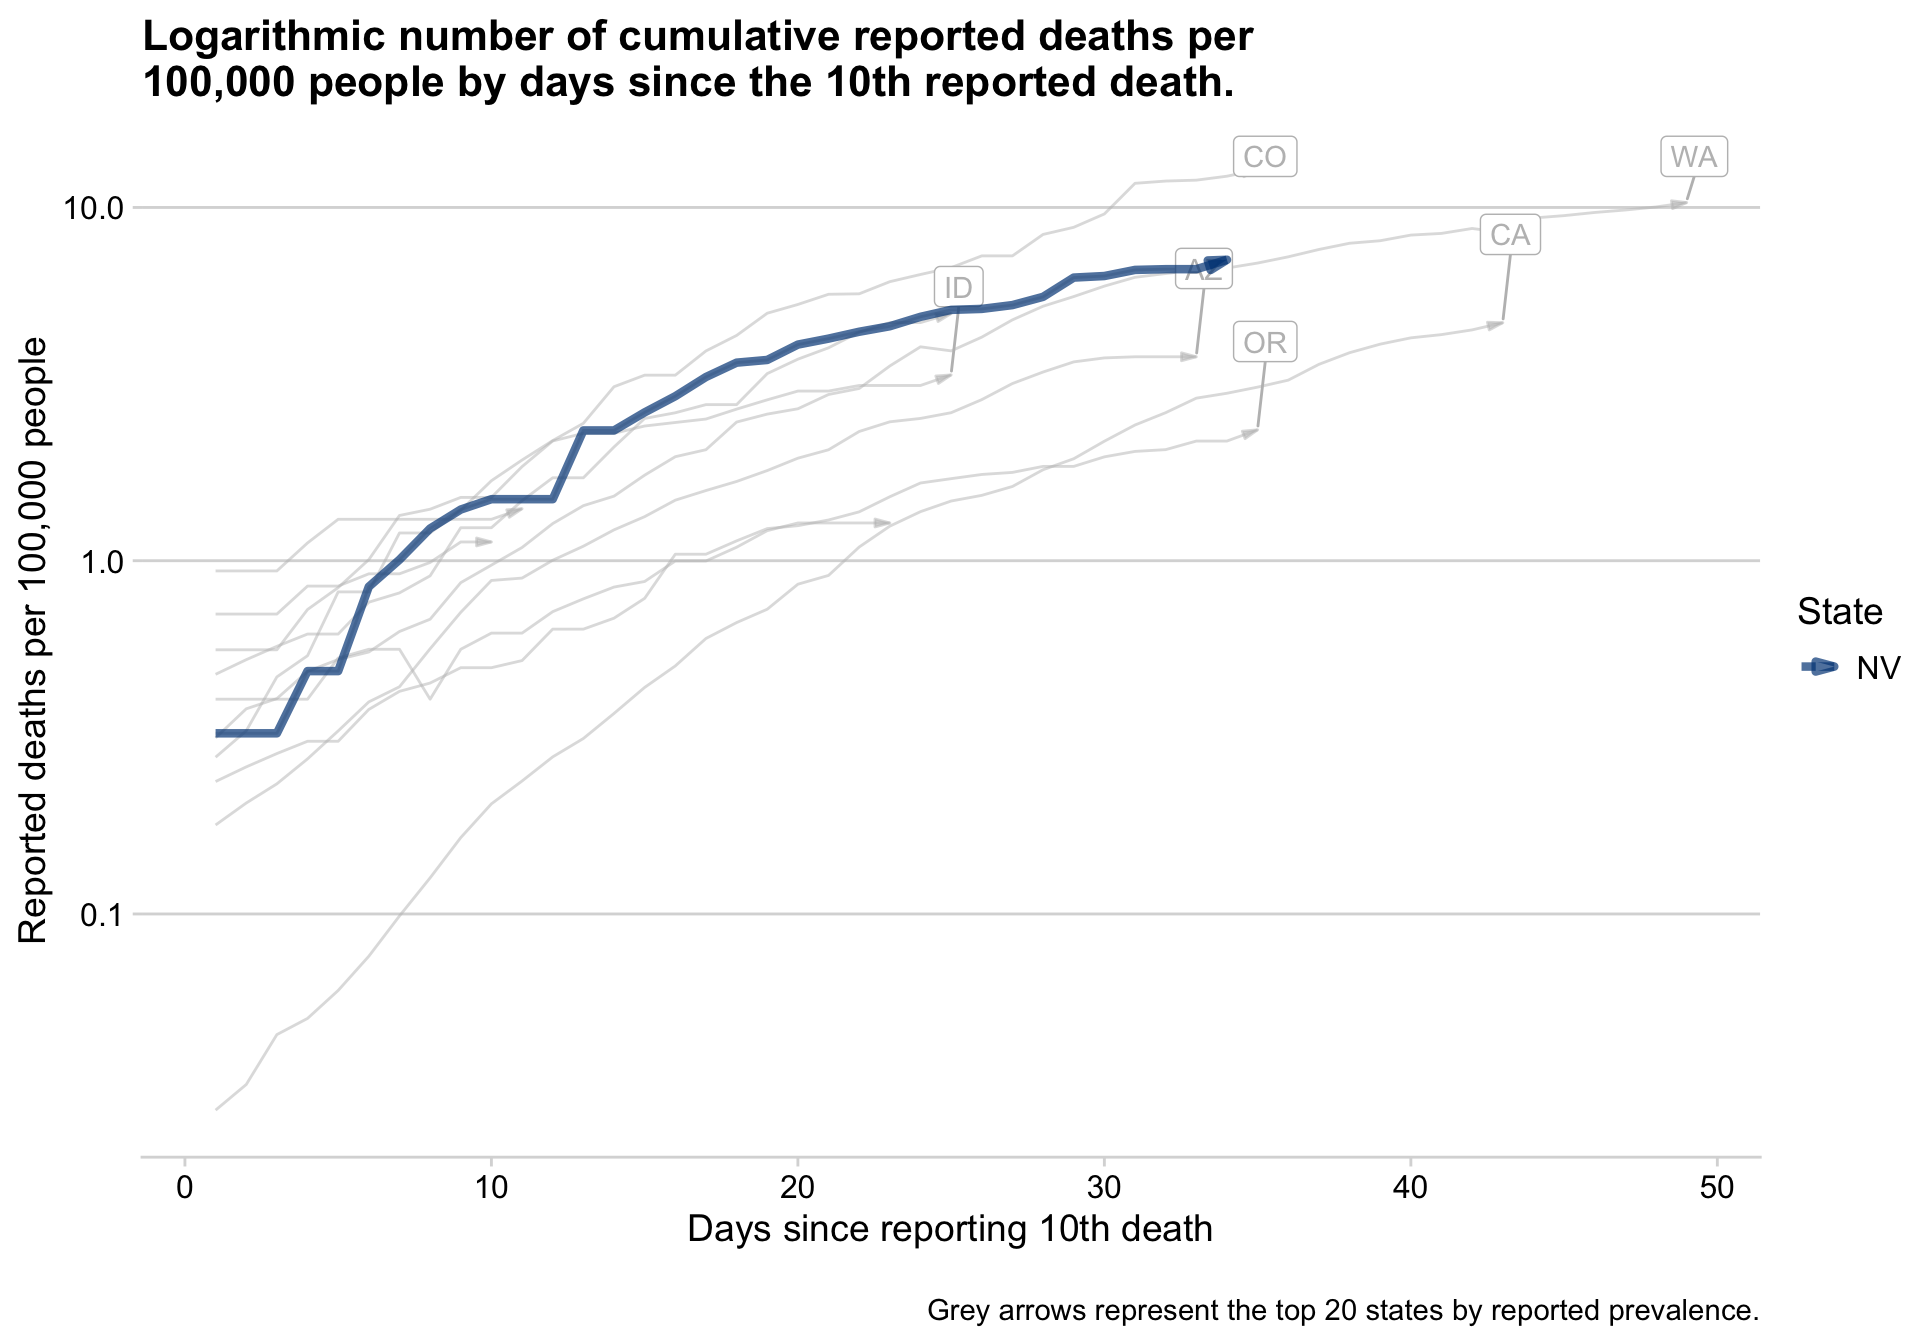 Logarithmic number of cumulative reported deaths per
100,000 people by days since the 10th reported death.
CO
WA
10.0
CA
AZ
ID
OR
1.0
0.1
Reported deaths per 100,000 people
State
NV
0
10
20
30
40
50
Days since reporting 10th death
Grey arrows represent the top 20 states by reported prevalence.